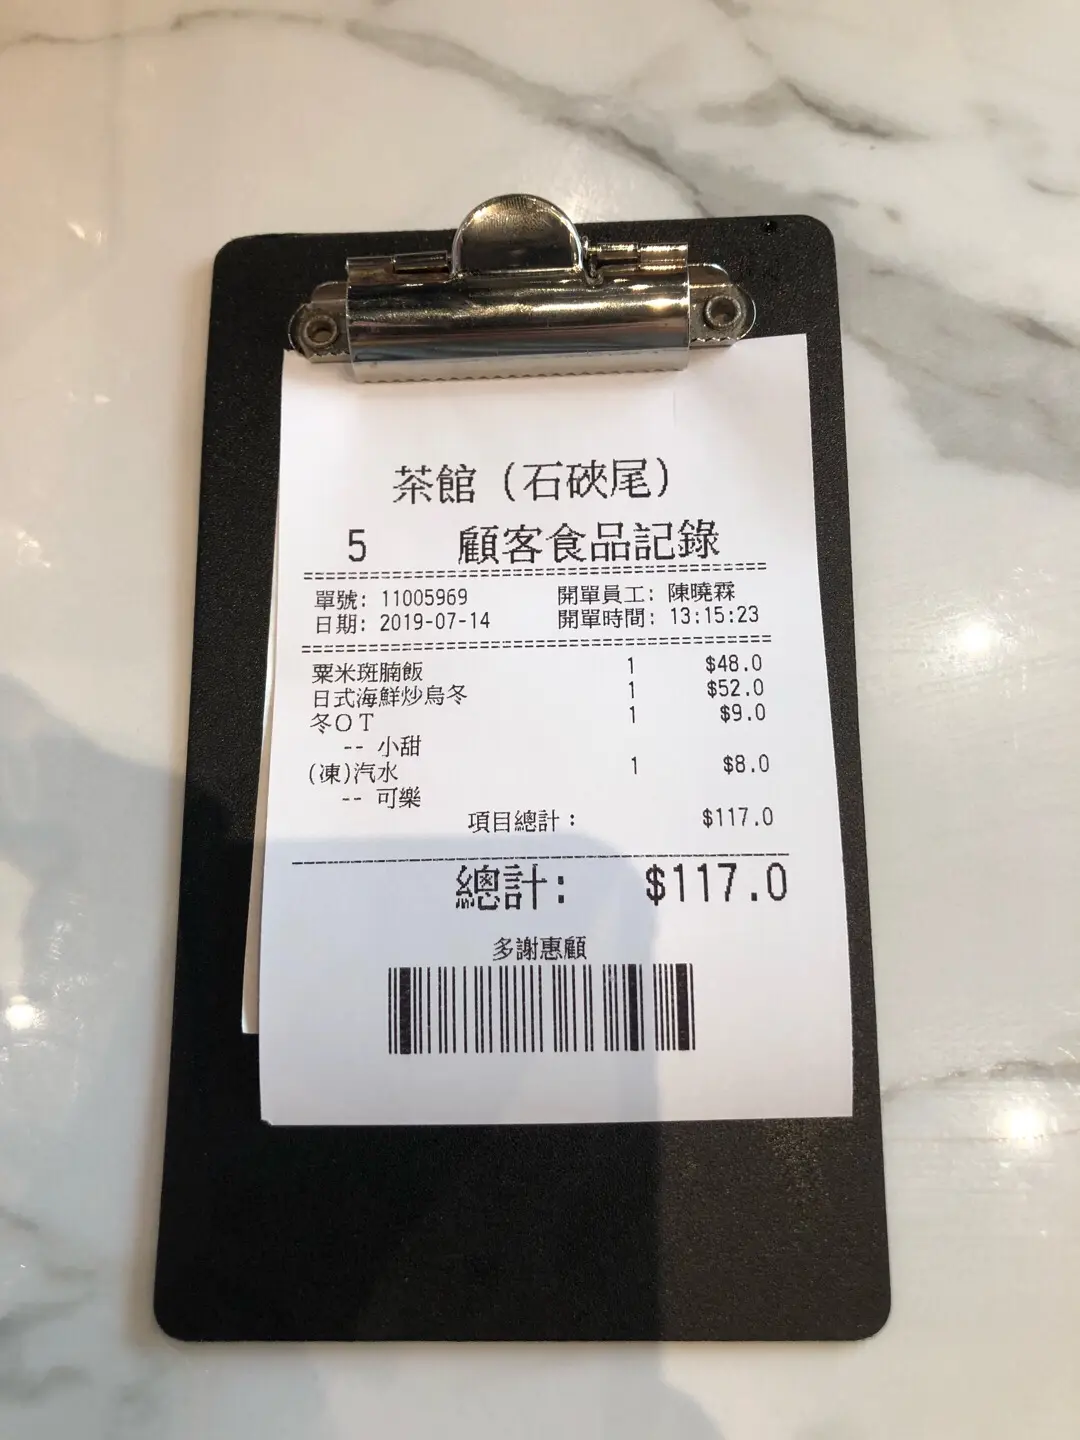 茶館（石硤尾）
5 顧客食品記錄
單號: 11005969 開單員工: 陳曉霖
日期: 2019-07-14 開單時間: 13:15:23
粟米斑腩飯 1 $48.0
日式海鮮炒烏冬 1 $52.0
冬OT 1 $9.0
-- 小甜
(凍)汽水 1 $8.0
-- 可樂
項目總計： $117.0
總計: $117.0
多謝惠顧